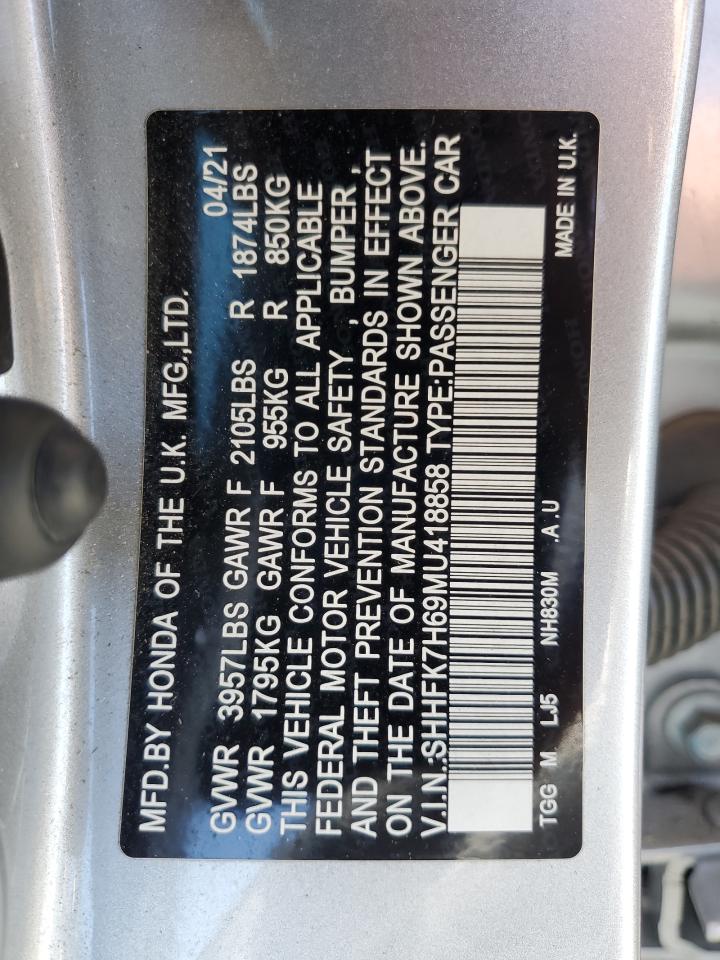 MFD.BY HONDA OF THE U.K. MFG.,LTD.
04/21
GVWR 3957LBS GAWR F 2105LBS R 1874LBS
GVWR 1795KG GAWR F 955KG R 850KG
THIS VEHICLE CONFORMS TO ALL APPLICABLE
FEDERAL MOTOR VEHICLE SAFETY , BUMPER ,
AND THEFT PREVENTION STANDARDS IN EFFECT
ON THE DATE OF MANUFACTURE SHOWN ABOVE.
V.I.N.:SHHFK7H69MU418858 TYPE:PASSENGER CAR
TGG M LJ5 NH830M .A .U MADE IN U.K.